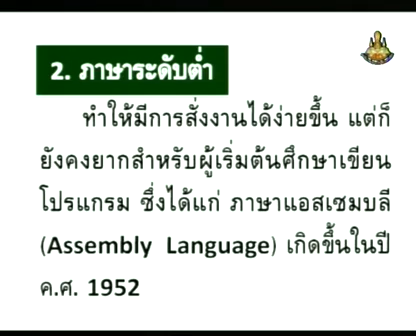 2. ภาษาระดับต่ำ
ทำให้มีการสั่งงานได้ง่ายขึ้น แต่ก็
ยังคงยากสำหรับผู้เริ่มต้นศึกษาเขียน
โปรแกรม ซึ่งได้แก่ ภาษาแอสเซมบลี
(Assembly Language) เกิดขึ้นในปี
ค.ศ. 1952